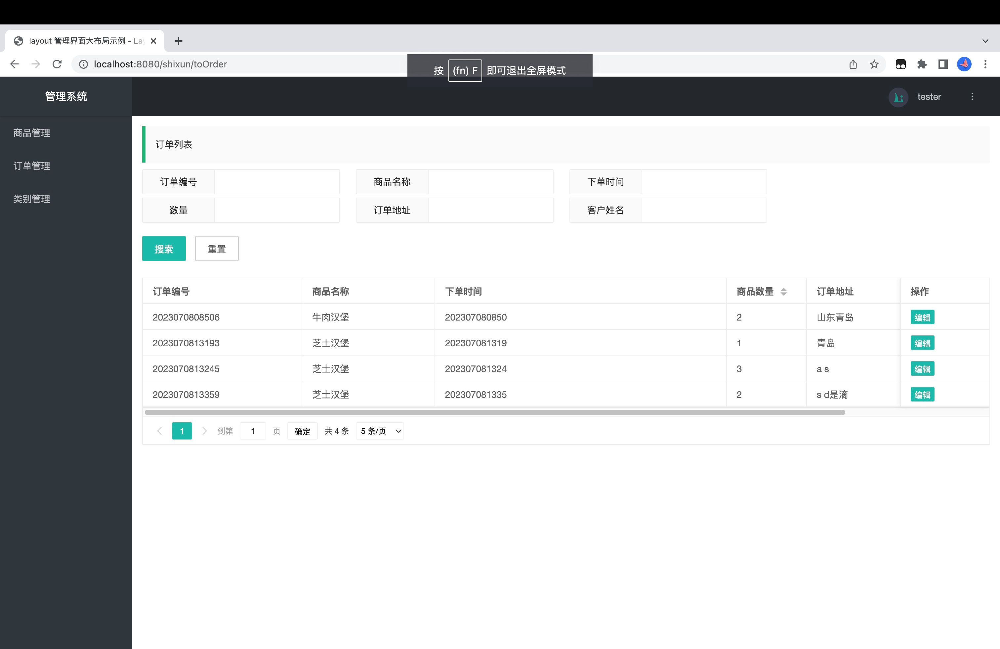 layout 管理界面大布局示例 - La
localhost:8080/shixun/toOrder
按 (fn) F 即可退出全屏模式
管理系统
tester
商品管理
订单管理
类别管理
订单列表
订单编号 商品名称 下单时间
数量 订单地址 客户姓名
搜索 重置
订单编号 商品名称 下单时间 商品数量 订单地址 操作
2023070808506 牛肉汉堡 202307080850 2 山东青岛 编辑
2023070813193 芝士汉堡 202307081319 1 青岛 编辑
2023070813245 芝士汉堡 202307081324 3 a s 编辑
2023070813359 芝士汉堡 202307081335 2 s d是滴 编辑
1 到第 1 页 确定 共 4 条 5 条/页